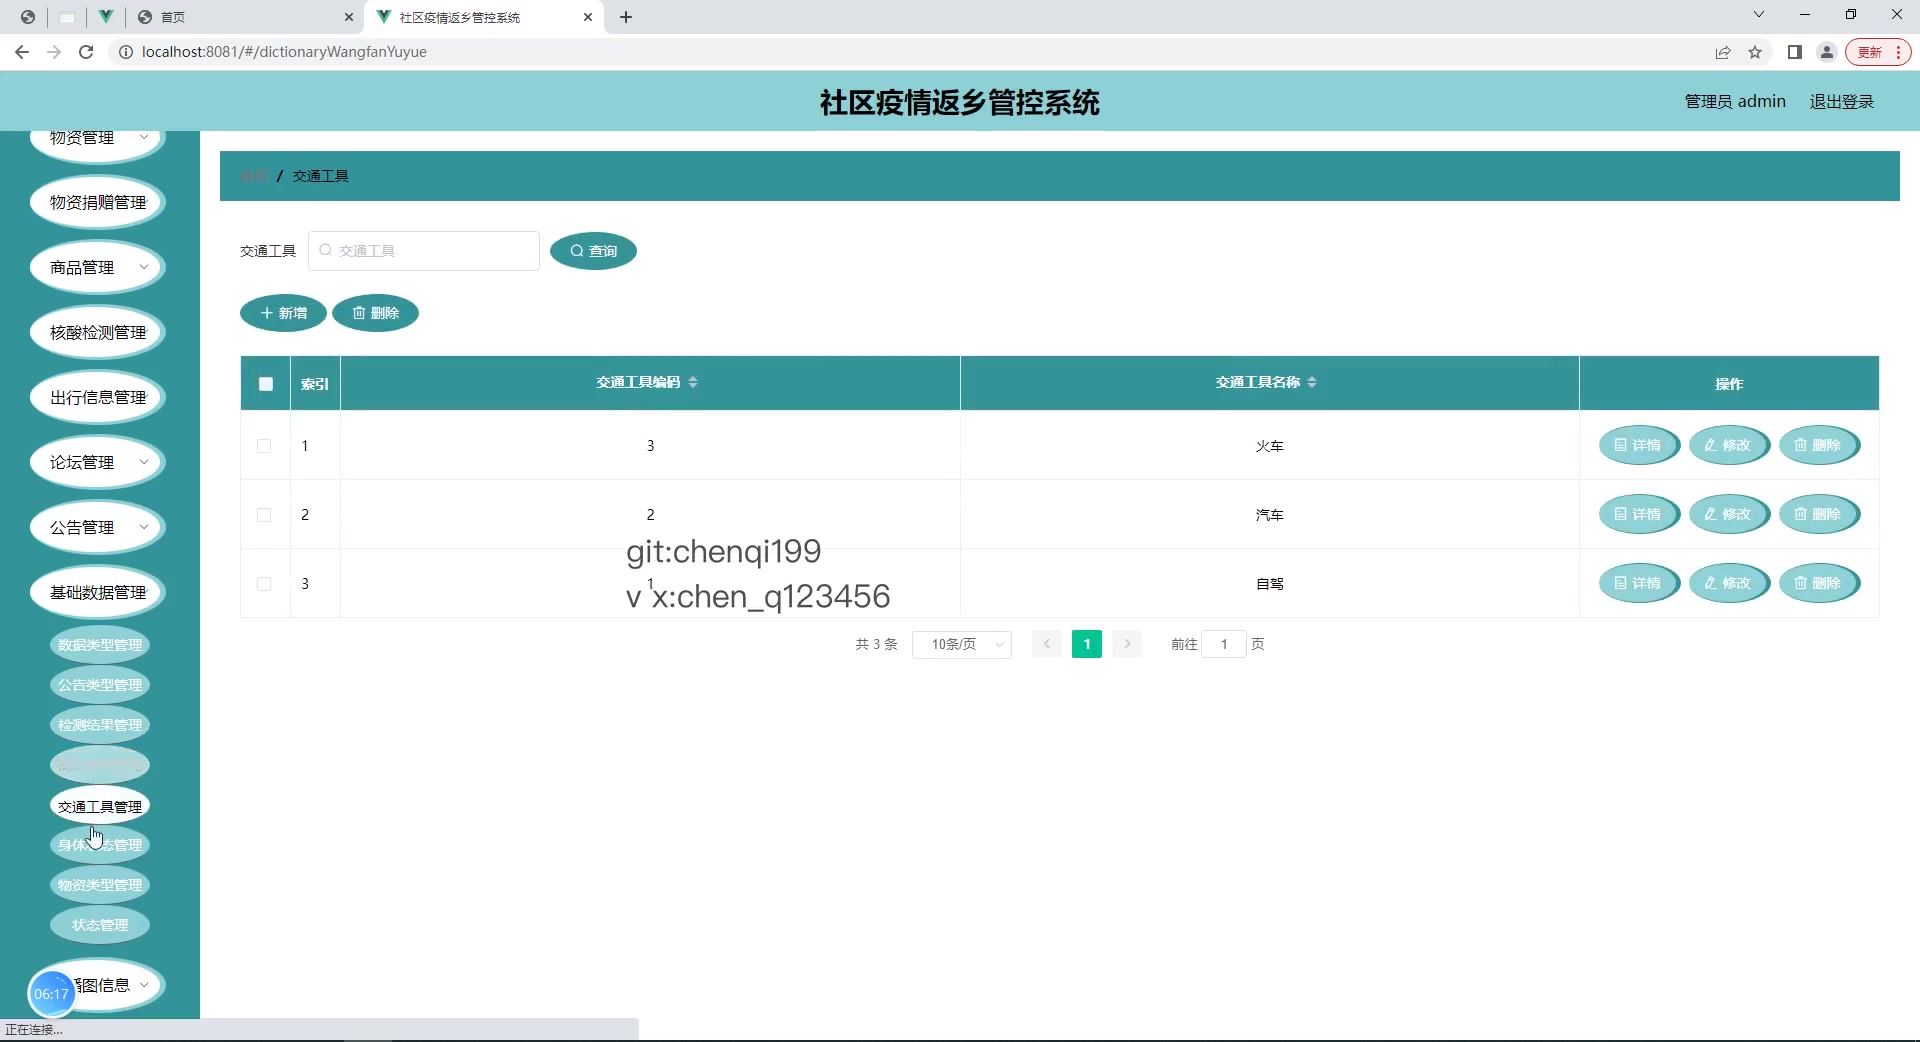 首页
社区疫情返乡管控系统
localhost:8081/#/dictionaryWangfanYuyue
更新
社区疫情返乡管控系统
管理员 admin
退出登录
物资管理
物资捐赠管理
商品管理
核酸检测管理
出行信息管理
论坛管理
公告管理
基础数据管理
数据类型管理
公告类型管理
检测结果管理
交通工具管理
身体状态管理
物资类型管理
状态管理
播图信息
06:17
正在连接...
首页 / 交通工具
交通工具 交通工具 查询
新增 删除
索引 交通工具编码 交通工具名称 操作
1 3 火车 详情 修改 删除
2 2 汽车 详情 修改 删除
3 1 自驾 详情 修改 删除
git:chenqi199
v x:chen_q123456
共 3 条 10条/页 1 前往 1 页